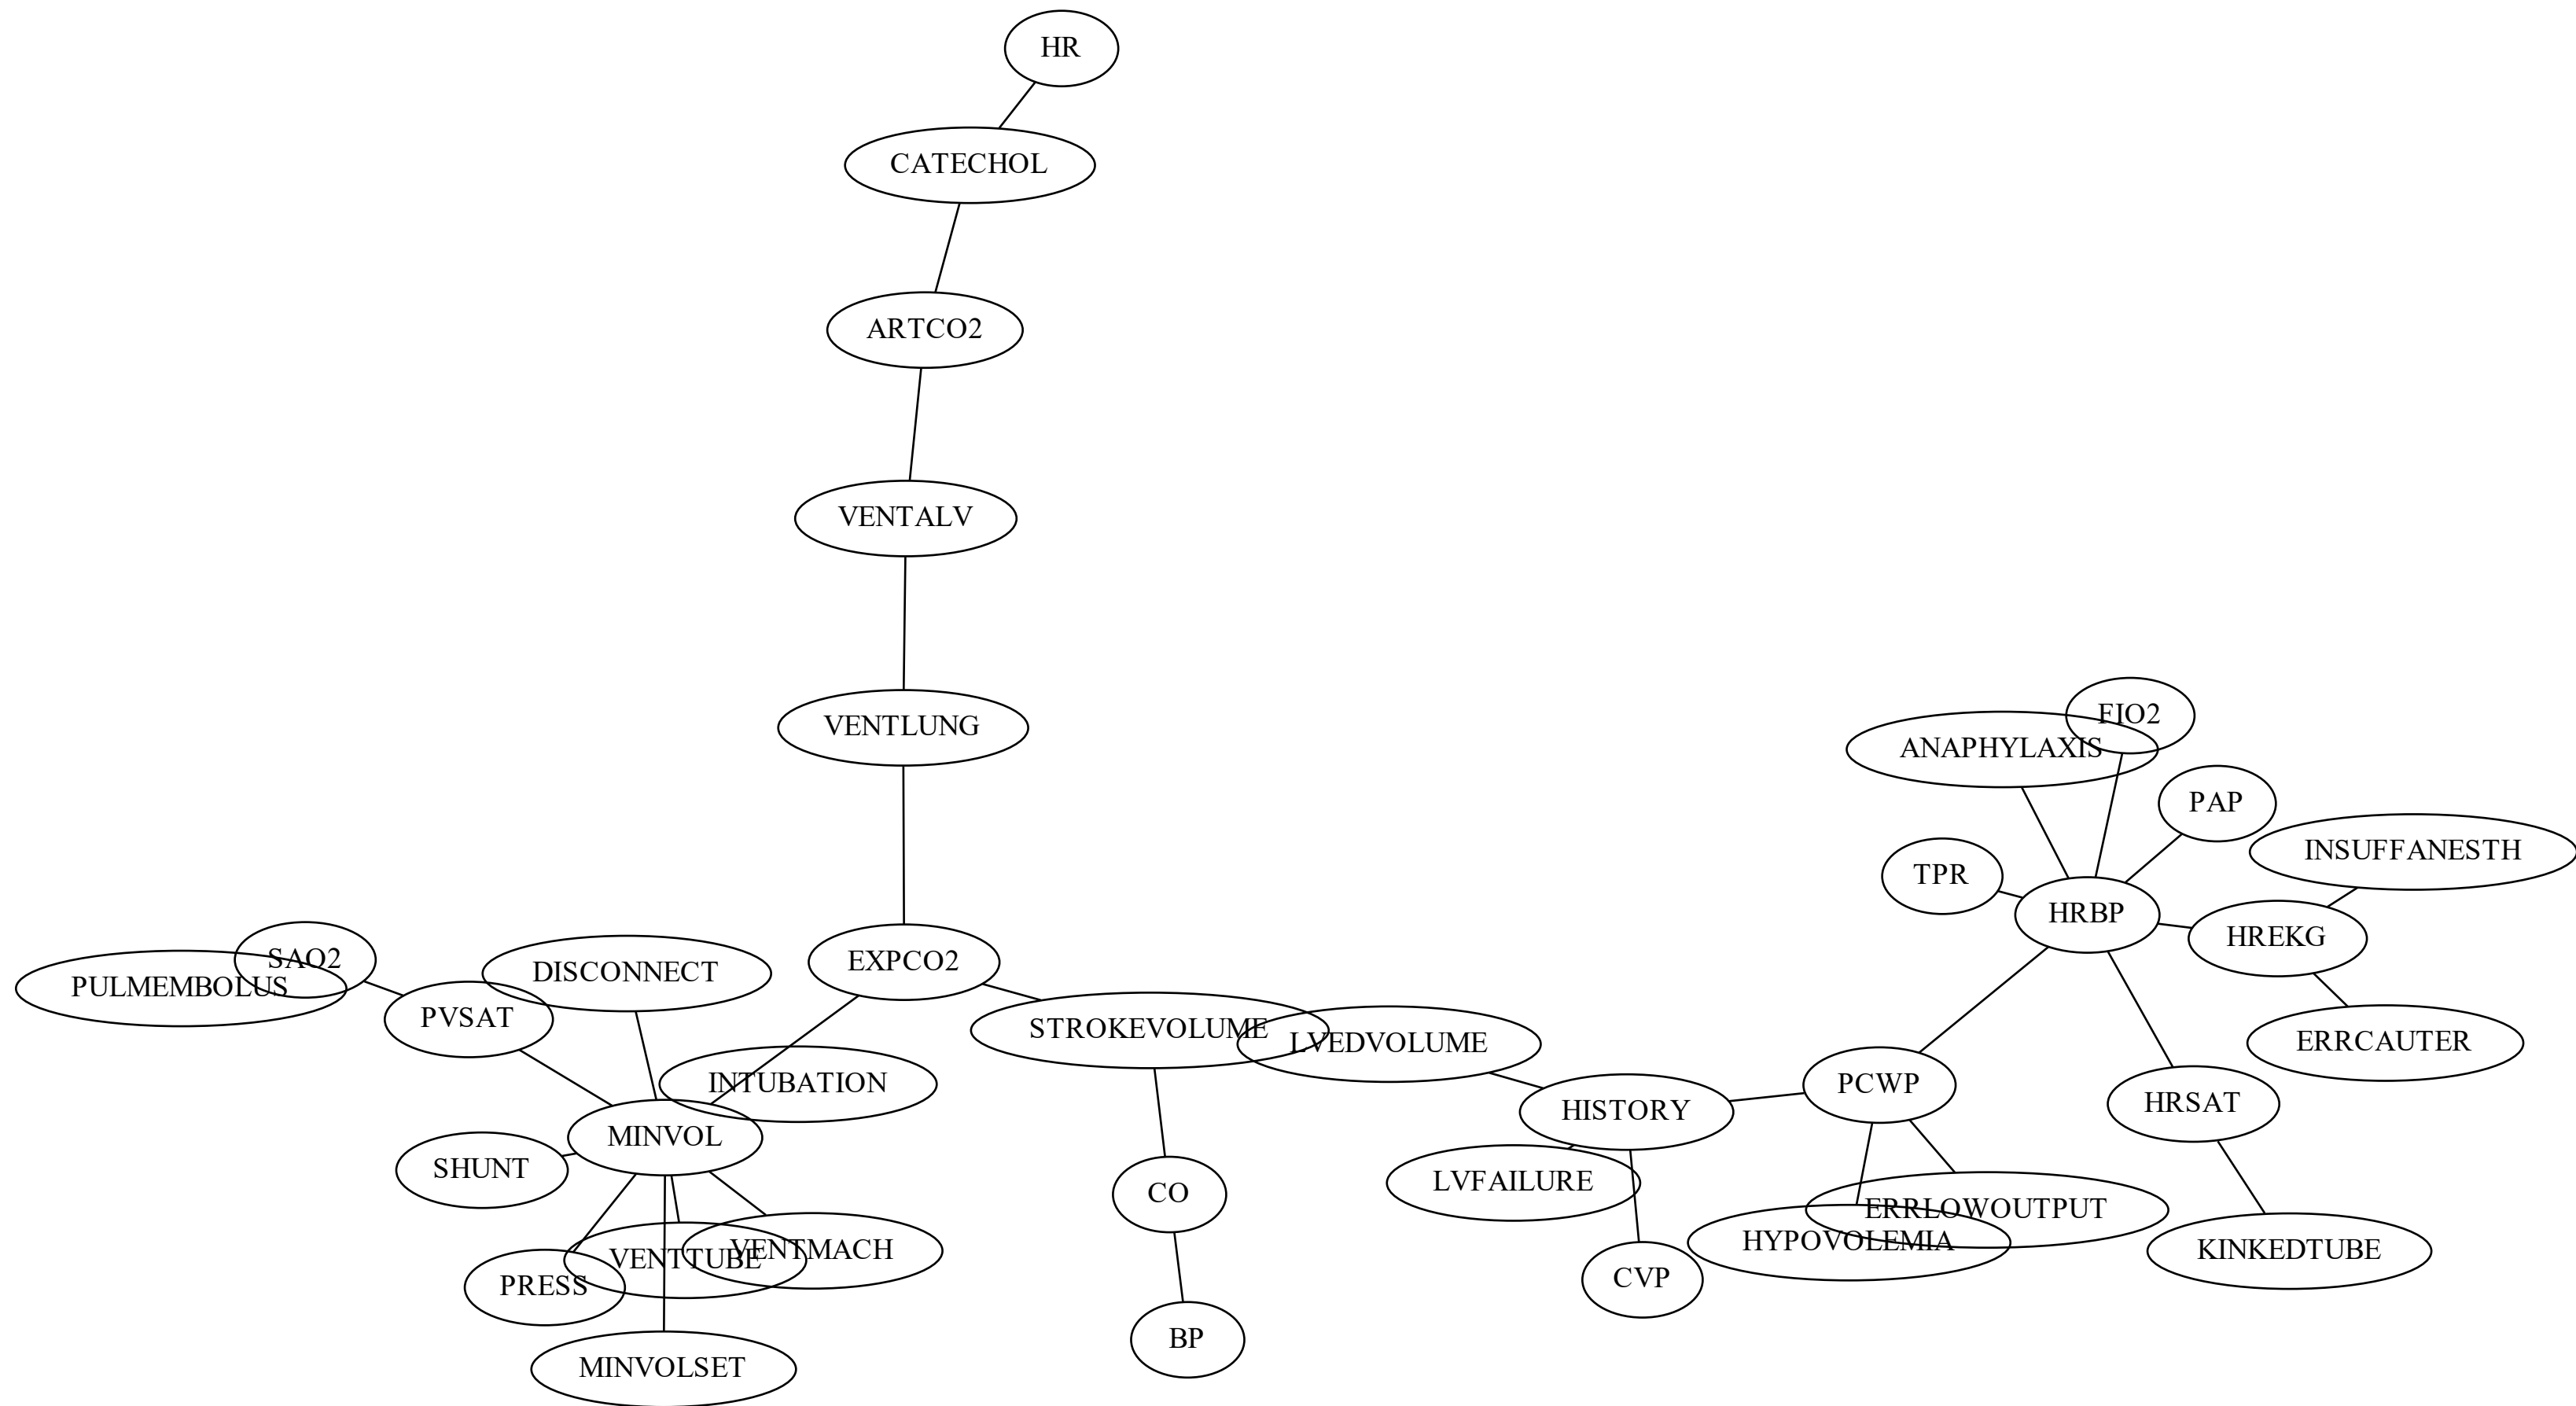 HR
CATECHOL
ARTCO2
VENTALV
VENTLUNG
FIO2
ANAPHYLAXIS
PAP
INSUFFANESTH
TPR
HRBP
HREKG
SAO2
PULMEMBOLUS
DISCONNECT
EXPCO2
PVSAT
STROKEVOLUME
LVEDVOLUME
ERRCAUTER
INTUBATION
PCWP
HISTORY
HRSAT
MINVOL
SHUNT
LVFAILURE
CO
ERRLOWOUTPUT
HYPOVOLEMIA
KINKEDTUBE
VENTTUBE
VENTMACH
PRESS
CVP
BP
MINVOLSET